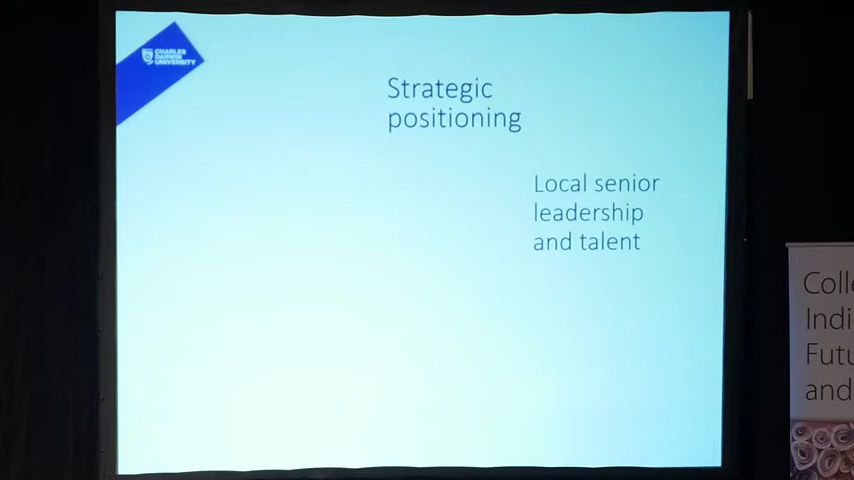 CHARLES
DARWIN
UNIVERSITY
Strategic
positioning
Local senior
leadership
and talent
Coll
Indi
Futu
and